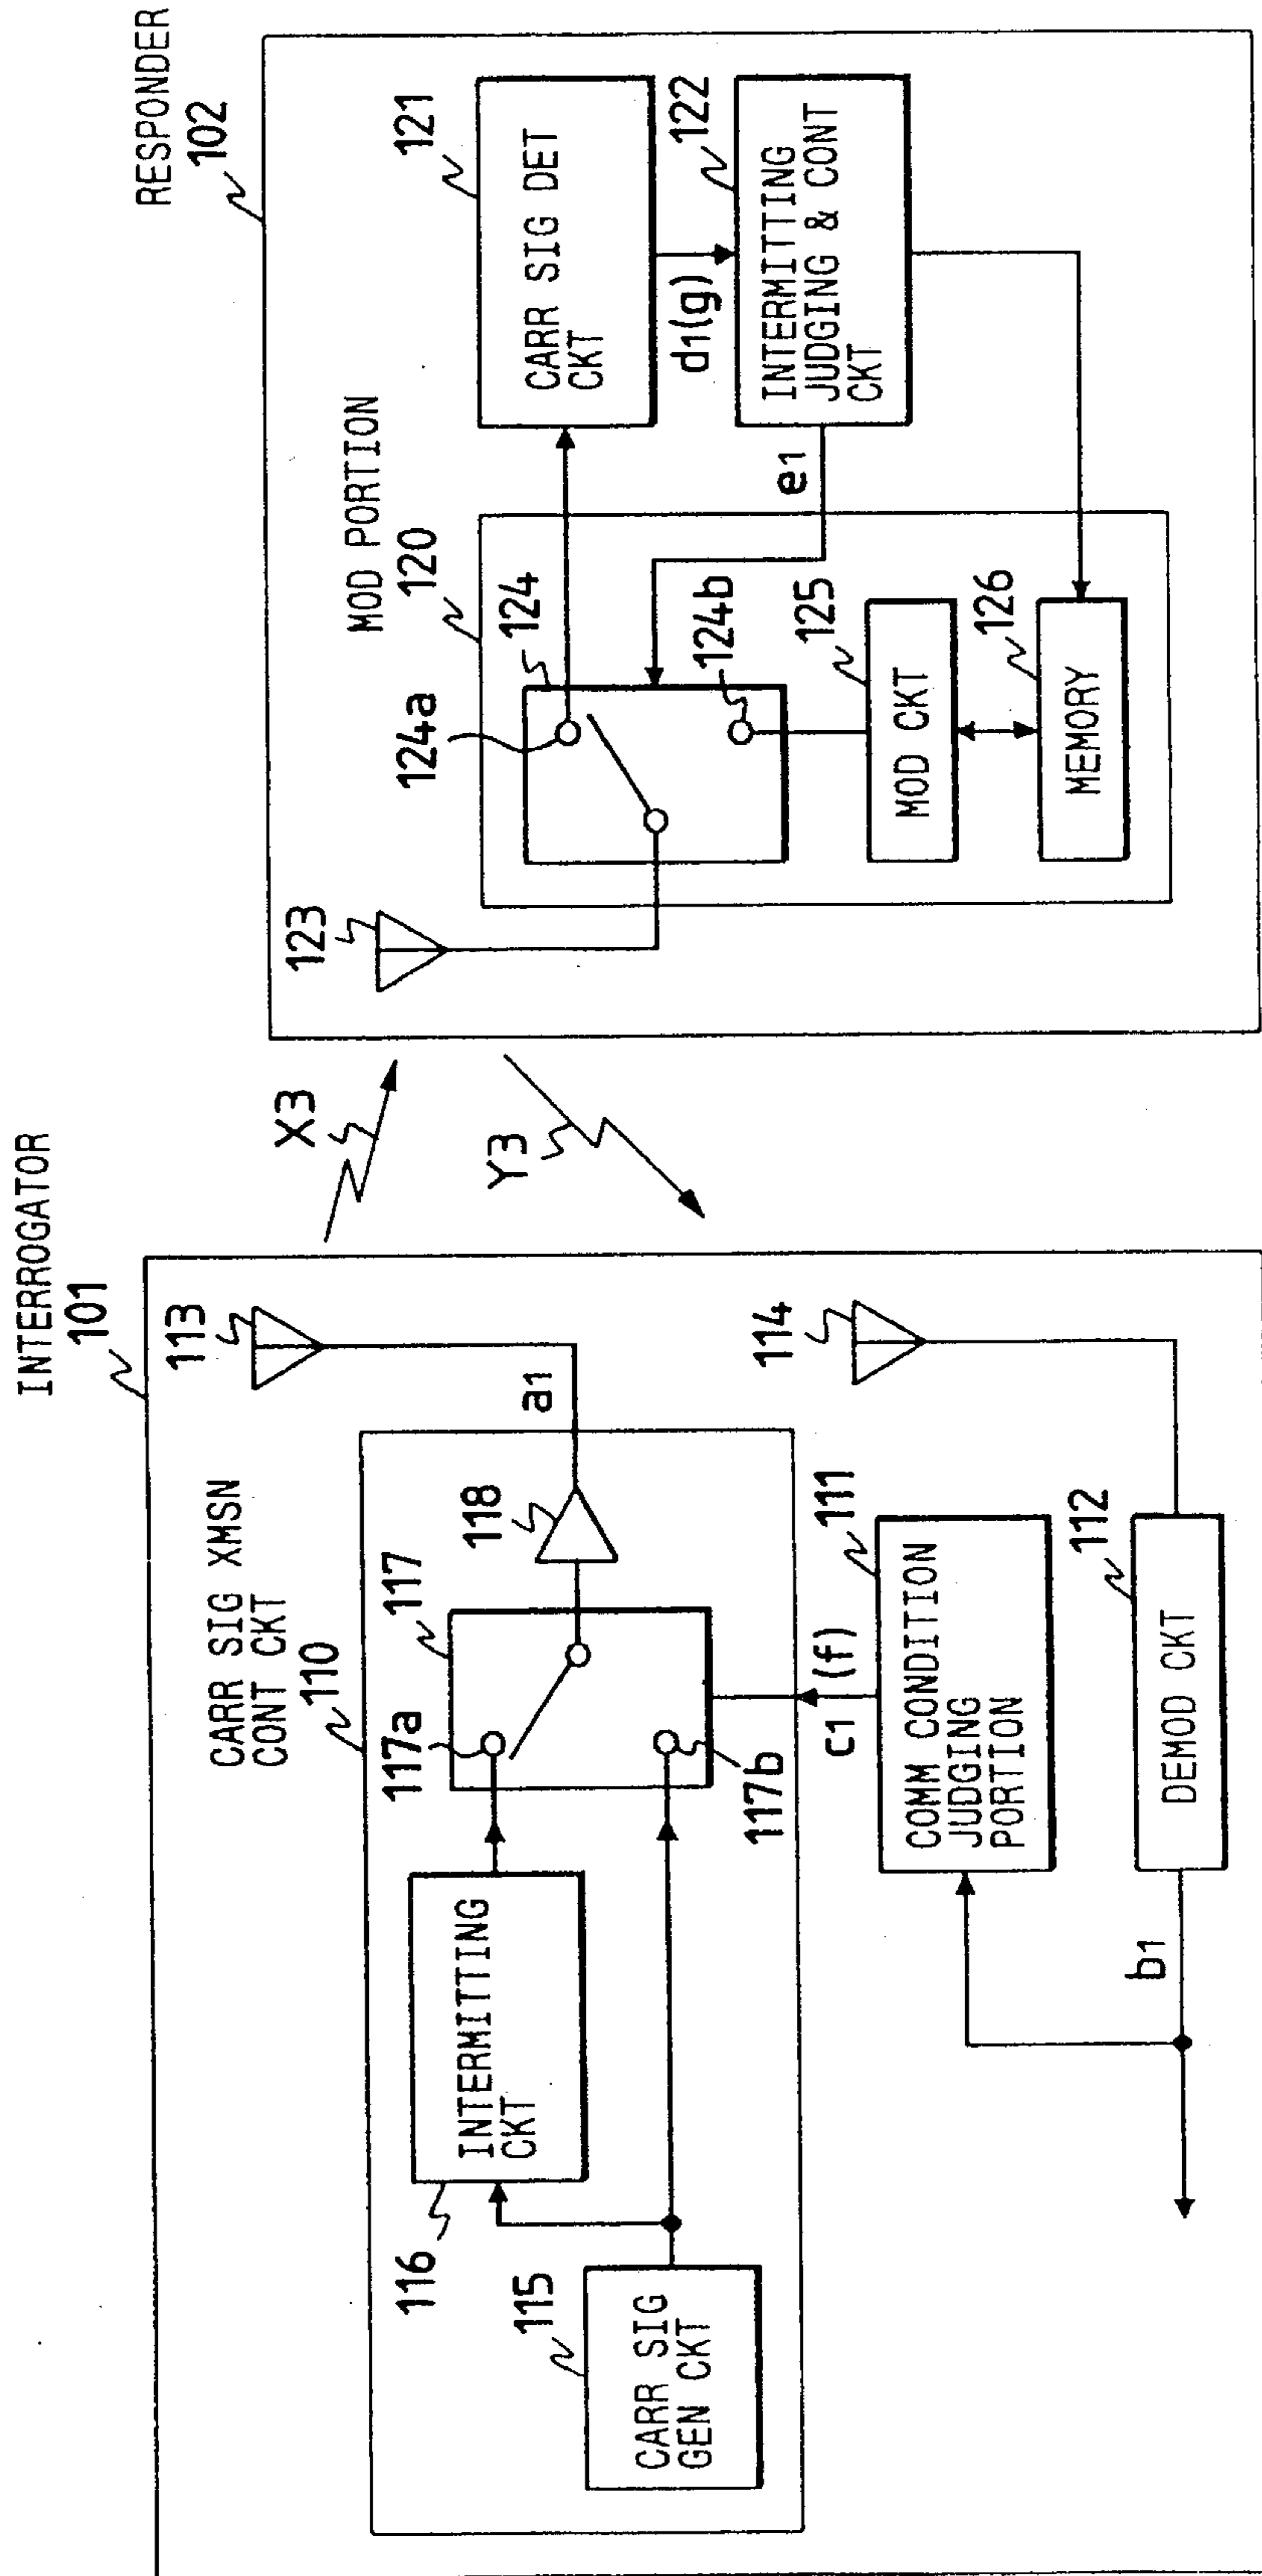 INTERROGATOR
101
CARR SIG XMSN
CONT CKT
110
113
a1
118
117
117a
117b
INTERMITTING
CKT
116
CARR SIG
GEN CKT
115
c1 (f)
COMM CONDITION
JUDGING
PORTION
111
114
DEMOD CKT
112
b1
X3
Y3
RESPONDER
102
123
MOD PORTION
120
124
124a
124b
MOD CKT
125
MEMORY
126
CARR SIG DET
CKT
121
d1(g)
INTERMITTING
JUDGING & CONT
CKT
122
e1